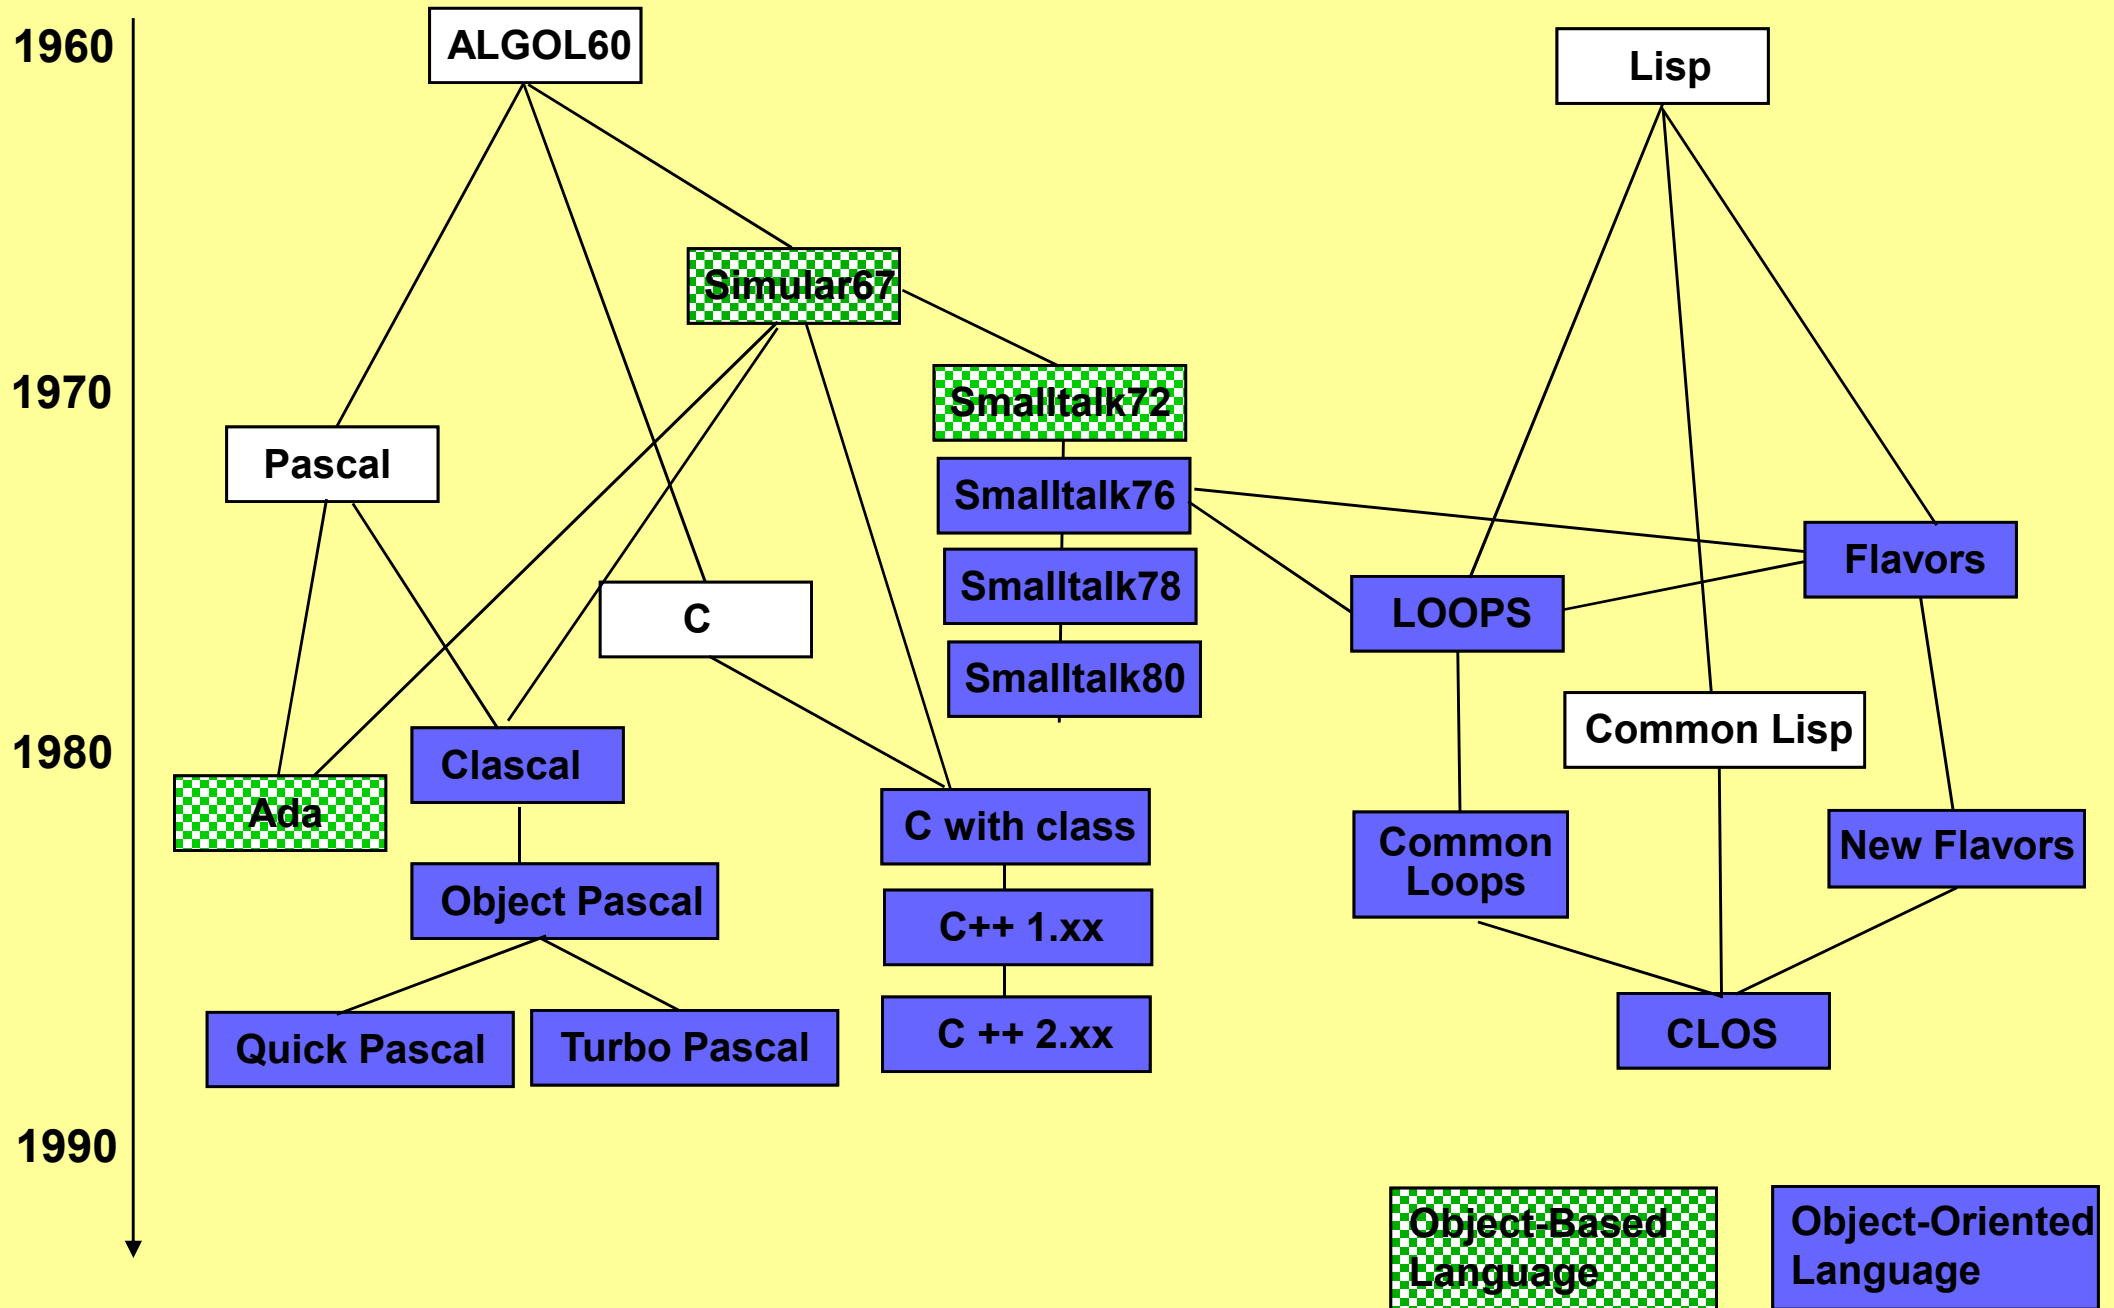 1960
ALGOL60
Lisp
Simular67
1970
Smalltalk72
Pascal
Smalltalk76
Flavors
Smalltalk78
C
LOOPS
Smalltalk80
Common Lisp
1980
Clascal
Ada
C with class
Common
Loops
New Flavors
Object Pascal
C++ 1.xx
Quick Pascal
Turbo Pascal
C ++ 2.xx
CLOS
1990
Object-Based
Language
Object-Oriented
Language